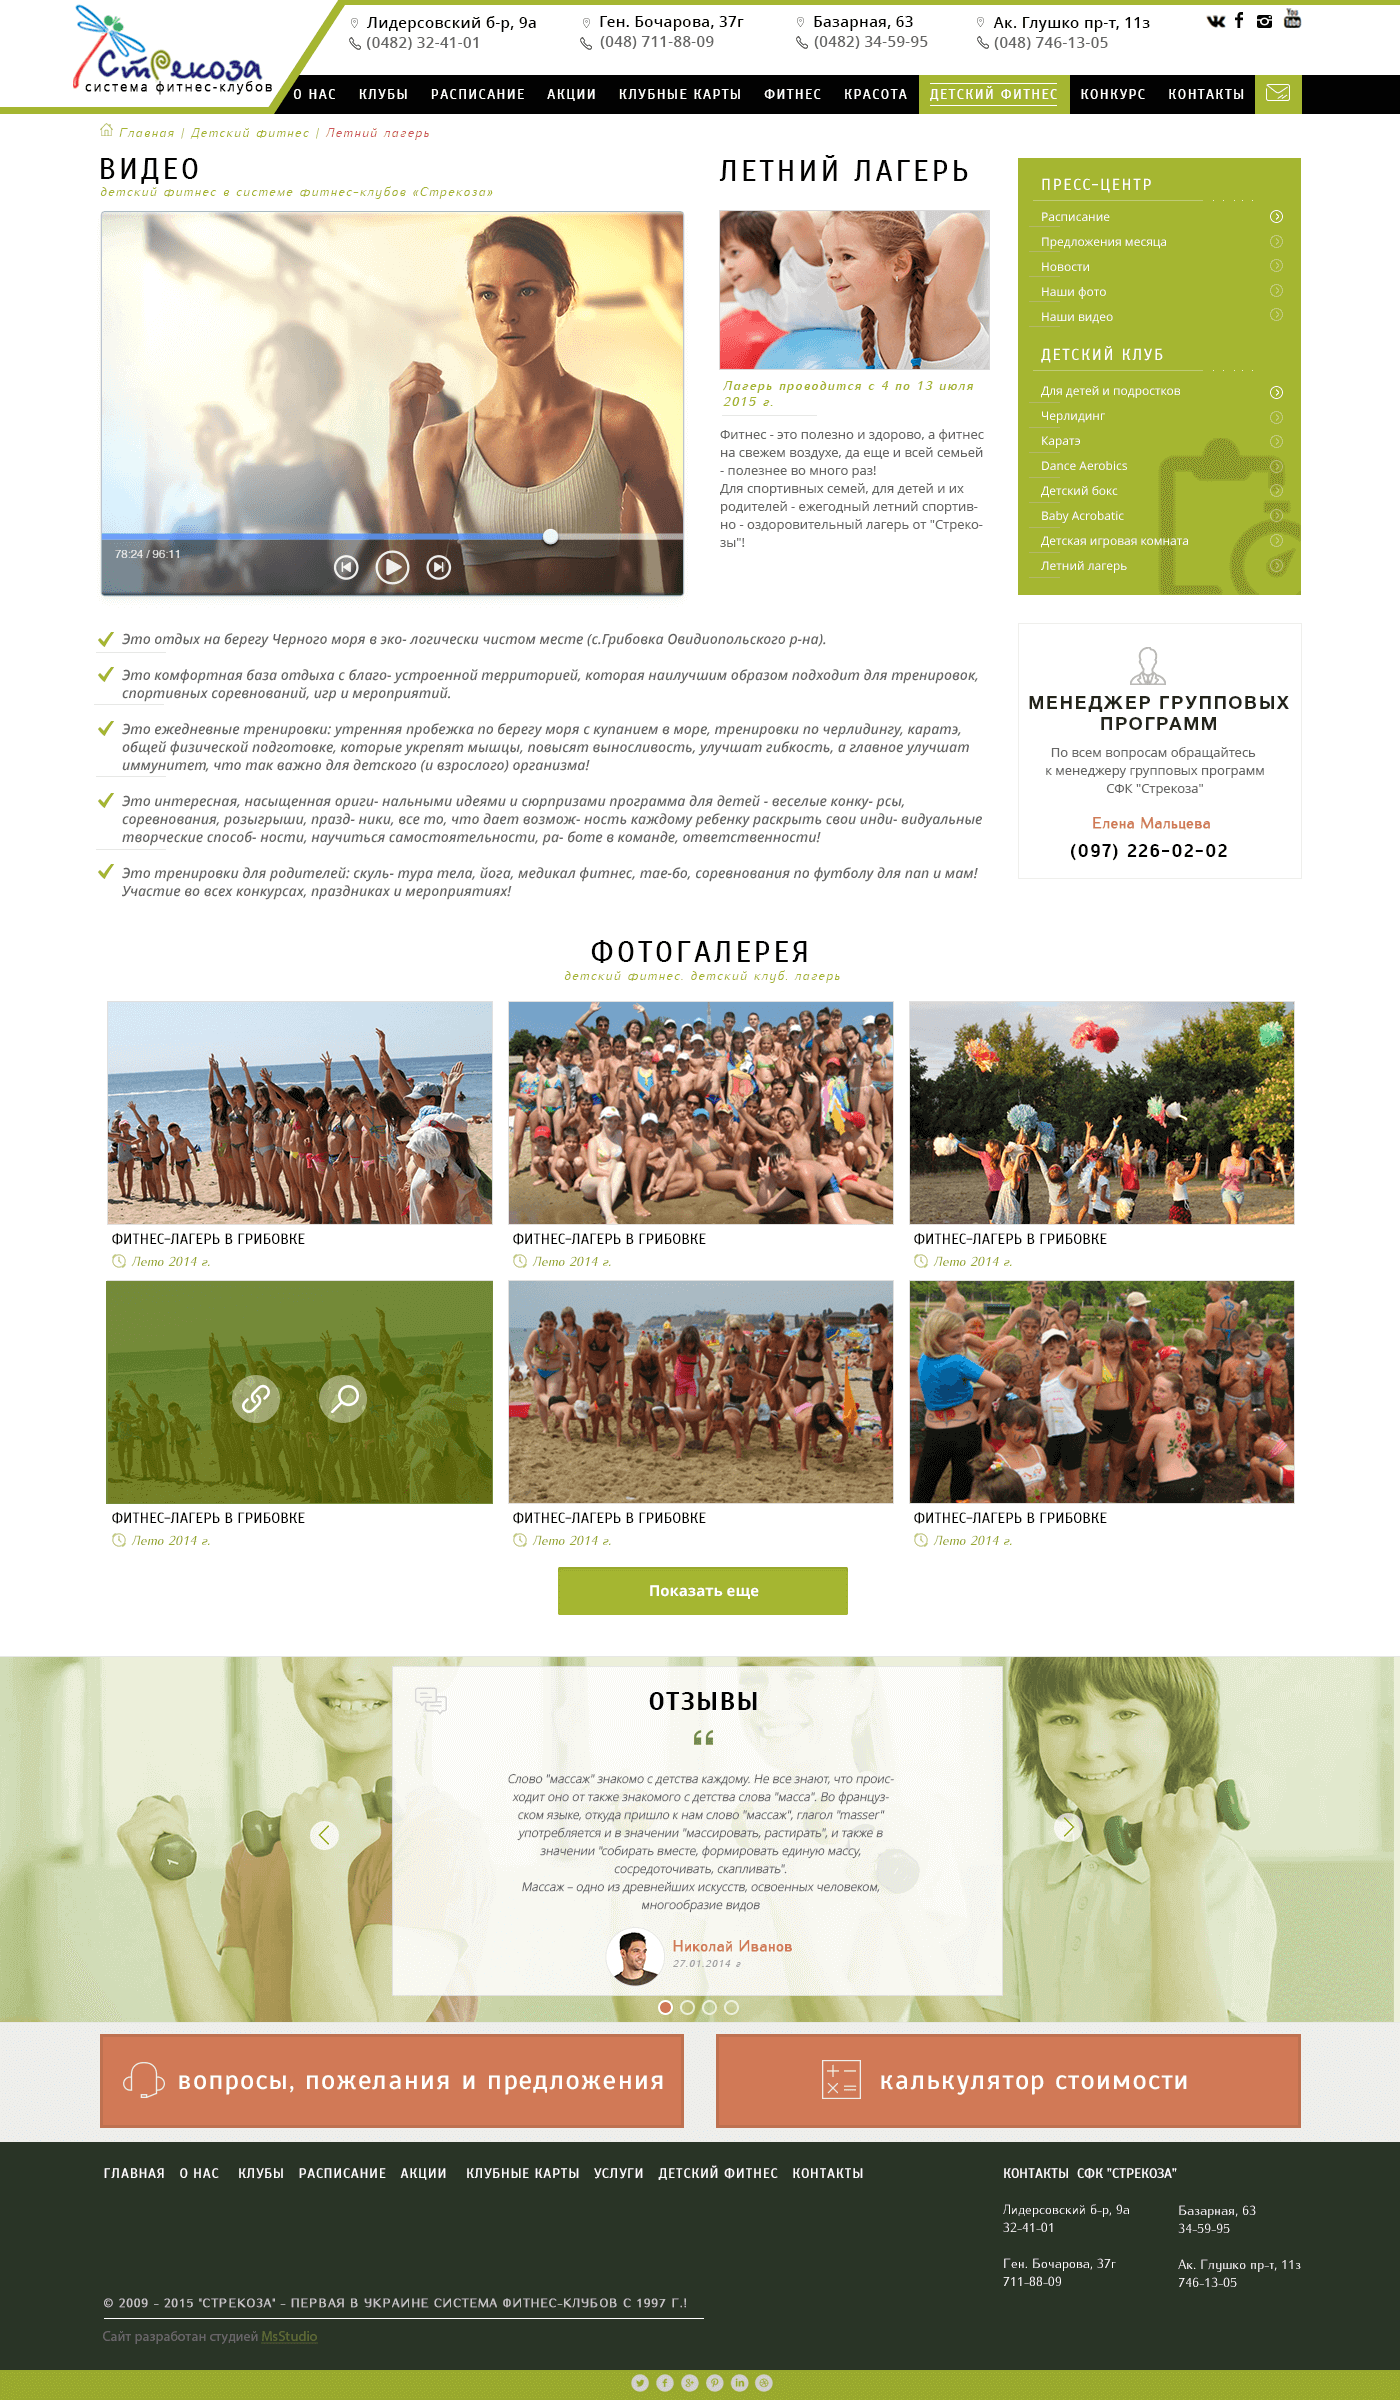 Стрекоза
система фитнес-клубов
Лидерсовский б-р, 9а
(0482) 32-41-01
Ген. Бочарова, 37г
(048) 711-88-09
Базарная, 63
(0482) 34-59-95
Ак. Глушко пр-т, 11з
(048) 746-13-05
You
О НАС КЛУБЫ РАСПИСАНИЕ АКЦИИ КЛУБНЫЕ КАРТЫ ФИТНЕС КРАСОТА ДЕТСКИЙ ФИТНЕС КОНКУРС КОНТАКТЫ
Главная | Детский фитнес | Летний лагерь
ВИДЕО
детский фитнес в системе фитнес-клубов «Стрекоза»
78:24 / 96:11
ЛЕТНИЙ ЛАГЕРЬ
Лагерь проводится с 4 по 13 июля
2015 г.
Фитнес - это полезно и здорово, а фитнес
на свежем воздухе, да еще и всей семьей
- полезнее во много раз!
Для спортивных семей, для детей и их
родителей - ежегодный летний спортив-
но - оздоровительный лагерь от "Стреко-
зы"!
ПРЕСС-ЦЕНТР
Расписание
Предложения месяца
Новости
Наши фото
Наши видео
ДЕТСКИЙ КЛУБ
Для детей и подростков
Черлидинг
Каратэ
Dance Aerobics
Детский бокс
Baby Acrobatic
Детская игровая комната
Летний лагерь
Это отдых на берегу Черного моря в эко- логически чистом месте (с.Грибовка Овидиопольского р-на).
Это комфортная база отдыха с благо- устроенной территорией, которая наилучшим образом подходит для тренировок,
спортивных соревнований, игр и мероприятий.
Это ежедневные тренировки: утренняя пробежка по берегу моря с купанием в море, тренировки по черлидингу, каратэ,
общей физической подготовке, которые укрепят мышцы, повысят выносливость, улучшат гибкость, а главное улучшат
иммунитет, что так важно для детского (и взрослого) организма!
Это интересная, насыщенная ориги- нальными идеями и сюрпризами программа для детей - веселые конку- рсы,
соревнования, розыгрыши, празд- ники, все то, что дает возмож- ность каждому ребенку раскрыть свои инди- видуальные
творческие способ- ности, научиться самостоятельности, ра- боте в команде, ответственности!
Это тренировки для родителей: скуль- тура тела, йога, медикал фитнес, тае-бо, соревнования по футболу для пап и мам!
Участие во всех конкурсах, праздниках и мероприятиях!
МЕНЕДЖЕР ГРУППОВЫХ
ПРОГРАММ
По всем вопросам обращайтесь
к менеджеру групповых программ
СФК "Стрекоза"
Елена Мальцева
(097) 226-02-02
ФОТОГАЛЕРЕЯ
детский фитнес. детский клуб. лагерь
ФИТНЕС-ЛАГЕРЬ В ГРИБОВКЕ
Лето 2014 г.
ФИТНЕС-ЛАГЕРЬ В ГРИБОВКЕ
Лето 2014 г.
ФИТНЕС-ЛАГЕРЬ В ГРИБОВКЕ
Лето 2014 г.
ФИТНЕС-ЛАГЕРЬ В ГРИБОВКЕ
Лето 2014 г.
ФИТНЕС-ЛАГЕРЬ В ГРИБОВКЕ
Лето 2014 г.
ФИТНЕС-ЛАГЕРЬ В ГРИБОВКЕ
Лето 2014 г.
Показать еще
ОТЗЫВЫ
Слово "массаж" знакомо с детства каждому. Не все знают, что проис-
ходит оно от также знакомого с детства слова "масса". Во француз-
ском языке, откуда пришло к нам слово "массаж", глагол "masser"
употребляется и в значении "массировать, растирать", и также в
значении "собирать вместе, формировать единую массу,
сосредоточивать, скапливать".
Массаж – одно из древнейших искусств, освоенных человеком,
многообразие видов
Николай Иванов
27.01.2014 г
вопросы, пожелания и предложения
калькулятор стоимости
ГЛАВНАЯ О НАС КЛУБЫ РАСПИСАНИЕ АКЦИИ КЛУБНЫЕ КАРТЫ УСЛУГИ ДЕТСКИЙ ФИТНЕС КОНТАКТЫ
КОНТАКТЫ СФК "СТРЕКОЗА"
Лидерсовский б-р, 9а
32-41-01
Базарная, 63
34-59-95
Ген. Бочарова, 37г
711-88-09
Ак. Глушко пр-т, 11з
746-13-05
© 2009 - 2015 "СТРЕКОЗА" - ПЕРВАЯ В УКРАИНЕ СИСТЕМА ФИТНЕС-КЛУБОВ С 1997 Г.!
Сайт разработан студией MsStudio